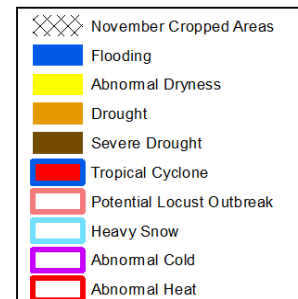 November Cropped Areas
Flooding
Abnormal Dryness
Drought
Severe Drought
Tropical Cyclone
Potential Locust Outbreak
Heavy Snow
Abnormal Cold
Abnormal Heat